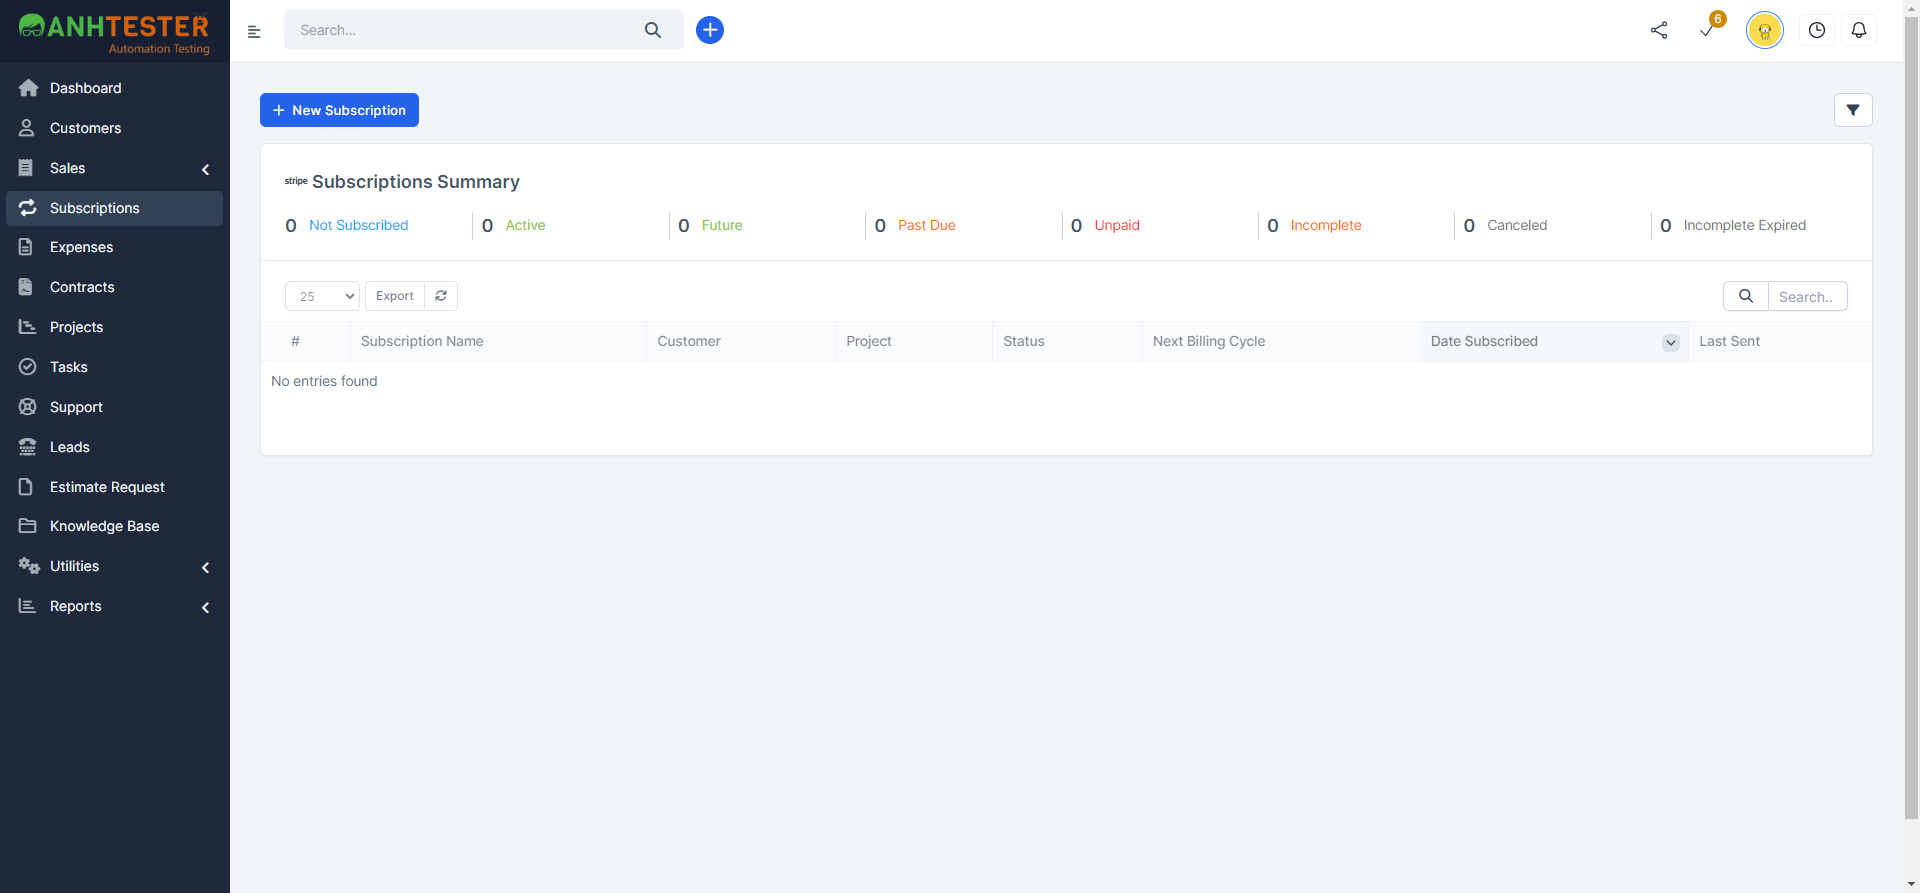 ANHTESTER
Automation Testing
Search...
6
Dashboard
Customers
Sales
Subscriptions
Expenses
Contracts
Projects
Tasks
Support
Leads
Estimate Request
Knowledge Base
Utilities
Reports
New Subscription
stripe Subscriptions Summary
0 Not Subscribed 0 Active 0 Future 0 Past Due 0 Unpaid 0 Incomplete 0 Canceled 0 Incomplete Expired
25 Export Search..
# Subscription Name Customer Project Status Next Billing Cycle Date Subscribed Last Sent
No entries found